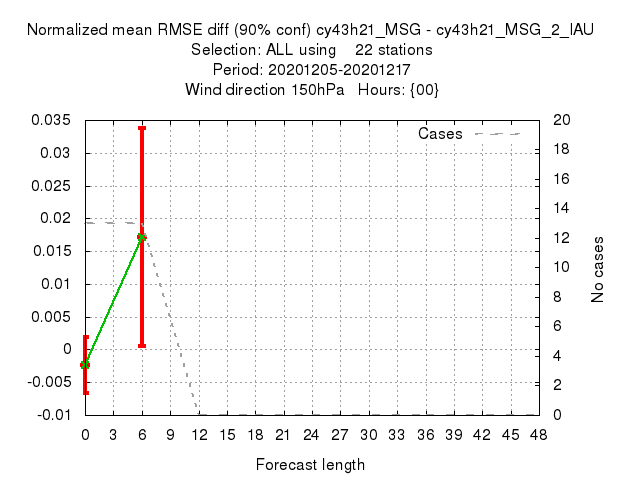 Normalized mean RMSE diff (90% conf) cy43h21_MSG - cy43h21_MSG_2_IAU
Selection: ALL using    22 stations
Period: 20201205-20201217
Wind direction 150hPa   Hours: {00}
Cases
0.035
0.03
0.025
0.02
0.015
0.01
0.005
0
-0.005
-0.01
20
18
16
14
12
10
8
6
4
2
0
No cases
0 3 6 9 12 15 18 21 24 27 30 33 36 39 42 45 48
Forecast length